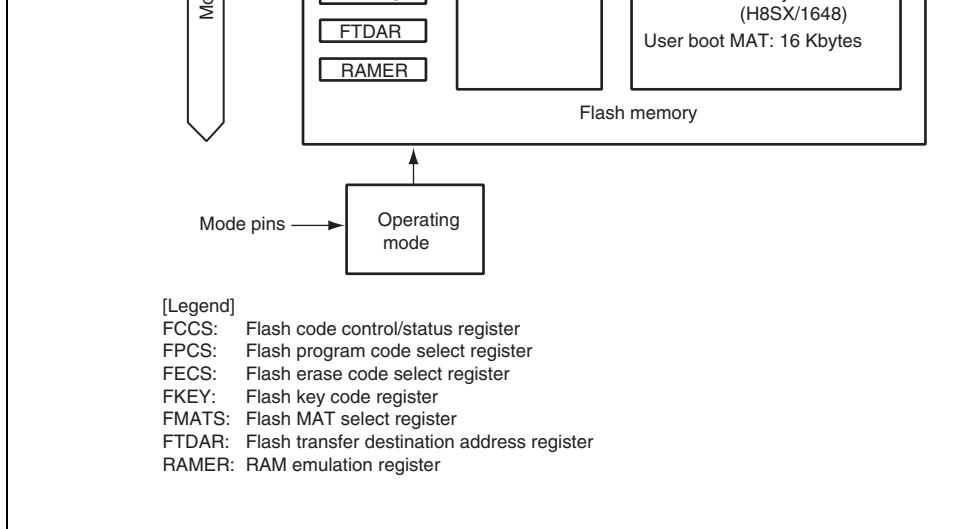 (H8SX/1648)
FTDAR
User boot MAT: 16 Kbytes
RAMER
Flash memory
Mode pins
Operating
mode
[Legend]
FCCS: Flash code control/status register
FPCS: Flash program code select register
FECS: Flash erase code select register
FKEY: Flash key code register
FMATS: Flash MAT select register
FTDAR: Flash transfer destination address register
RAMER: RAM emulation register